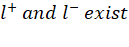 l⁺ and l⁻ exist